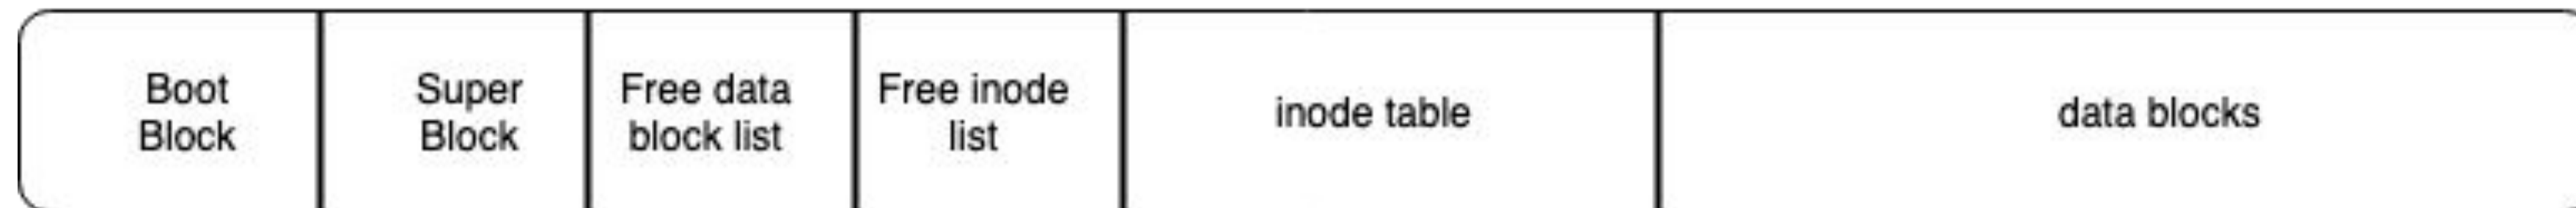 Boot
Block
Super
Block
Free data
block list
Free inode
list
inode table
data blocks